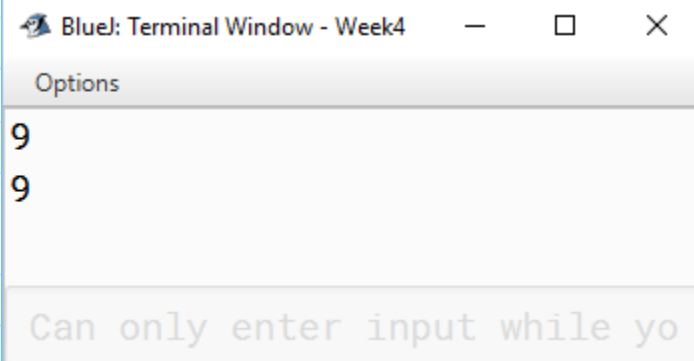 BlueJ: Terminal Window - Week4
Options
9
9
Can only enter input while yo